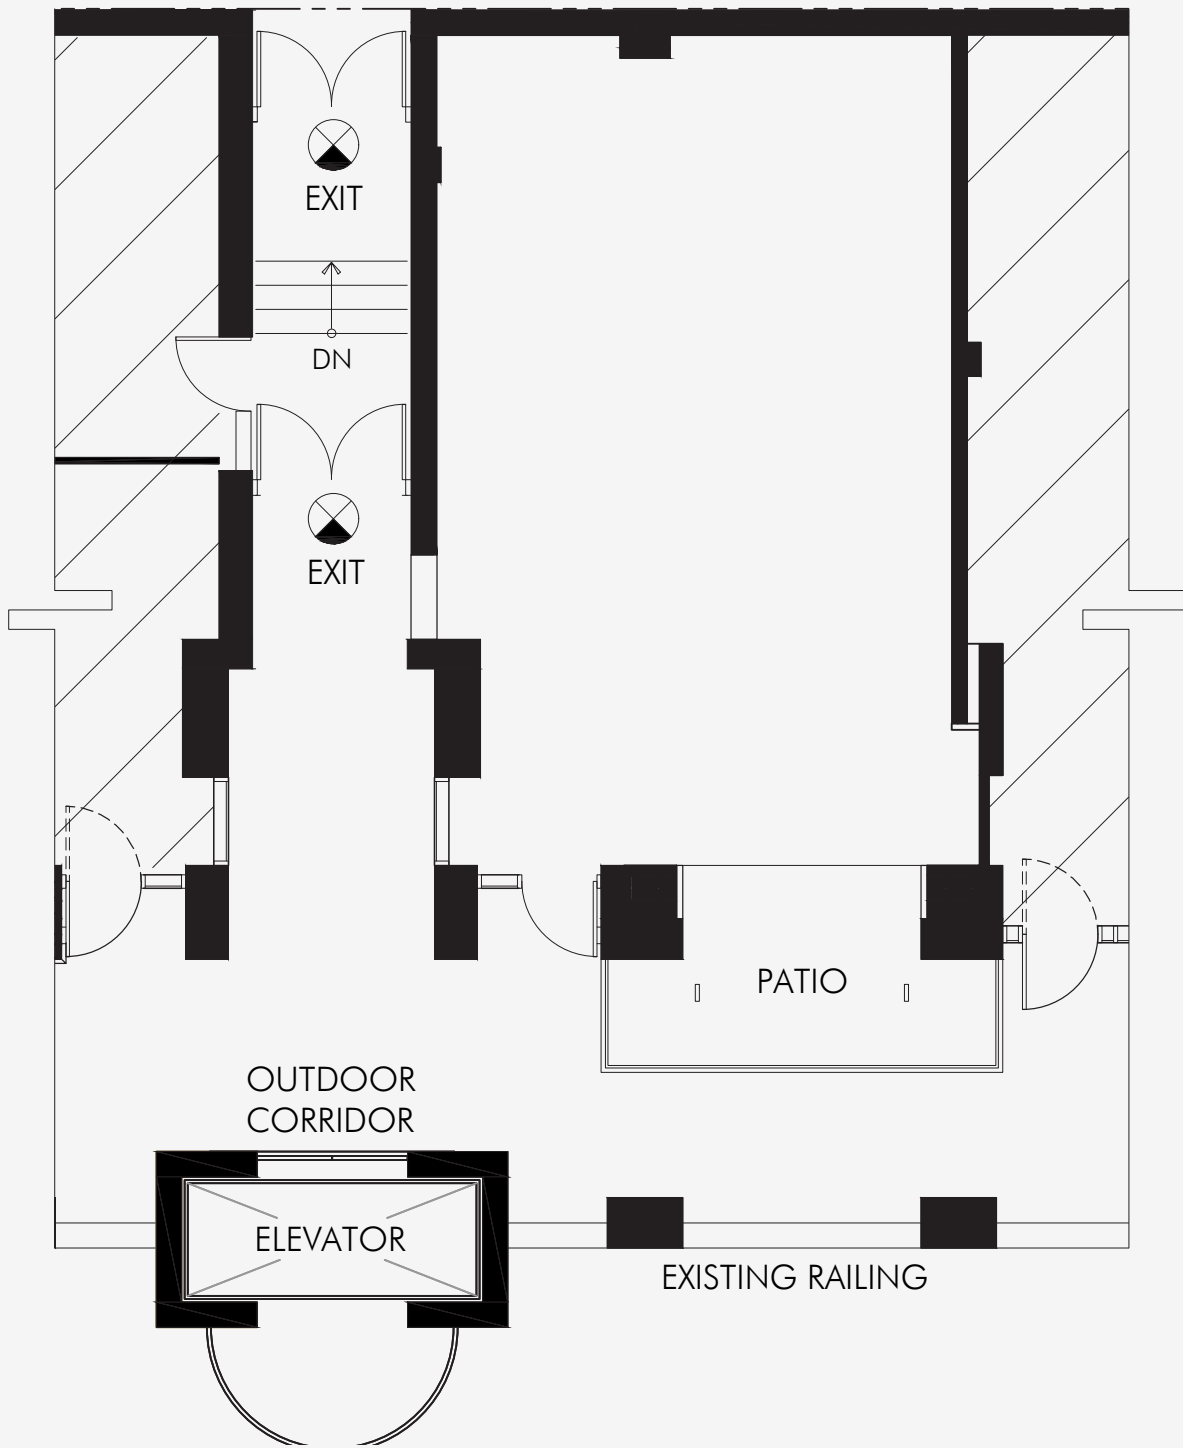 EXIT
DN
EXIT
PATIO
OUTDOOR
CORRIDOR
ELEVATOR
EXISTING RAILING